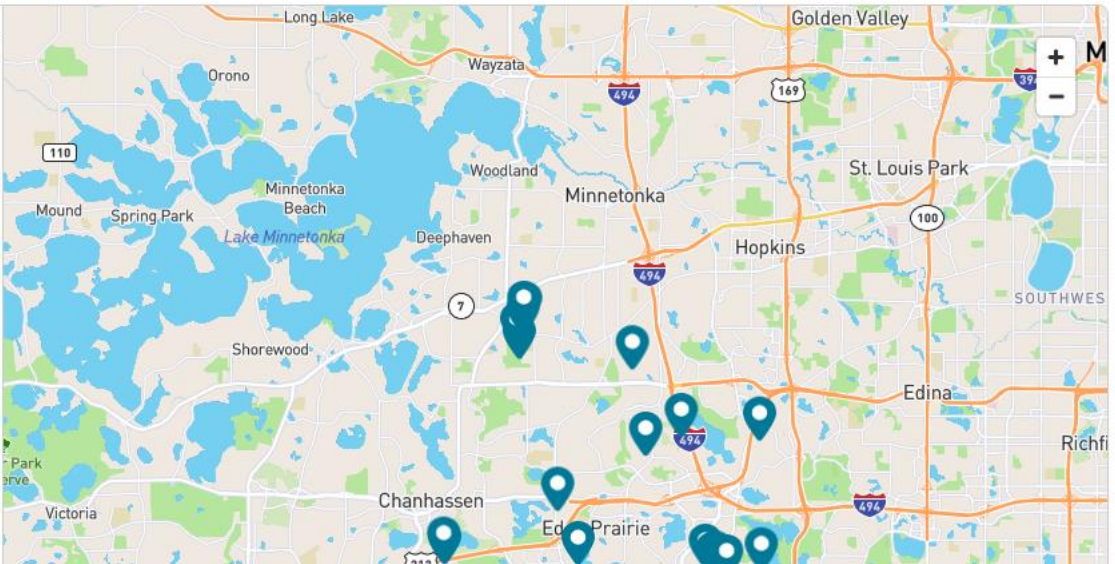 Long Lake
Golden Valley
Wayzata
+
M
Orono
494
169
394
−
110
St. Louis Park
Woodland
Minnetonka
Minnetonka
Beach
Mound
Spring Park
100
Lake Minnetonka
Deephaven
Hopkins
494
SOUTHWES
7
Shorewood
Edina
494
Richfi
r Park
erve
Chanhassen
494
Victoria
Prairie